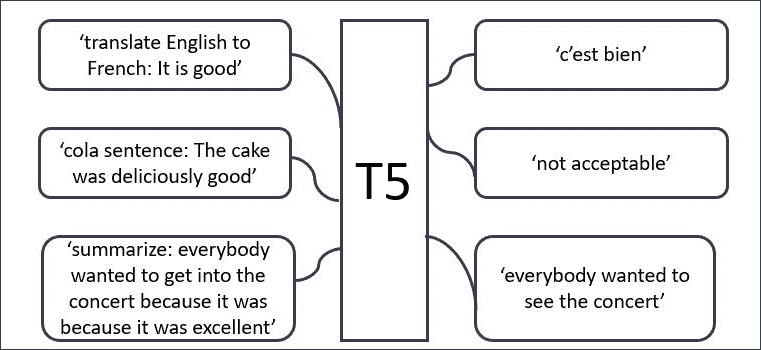 ‘translate English to
French: It is good’
‘c’est bien’
‘cola sentence: The cake
was deliciously good’
T5
‘not acceptable’
‘summarize: everybody
wanted to get into the
concert because it was
because it was excellent’
‘everybody wanted to
see the concert’